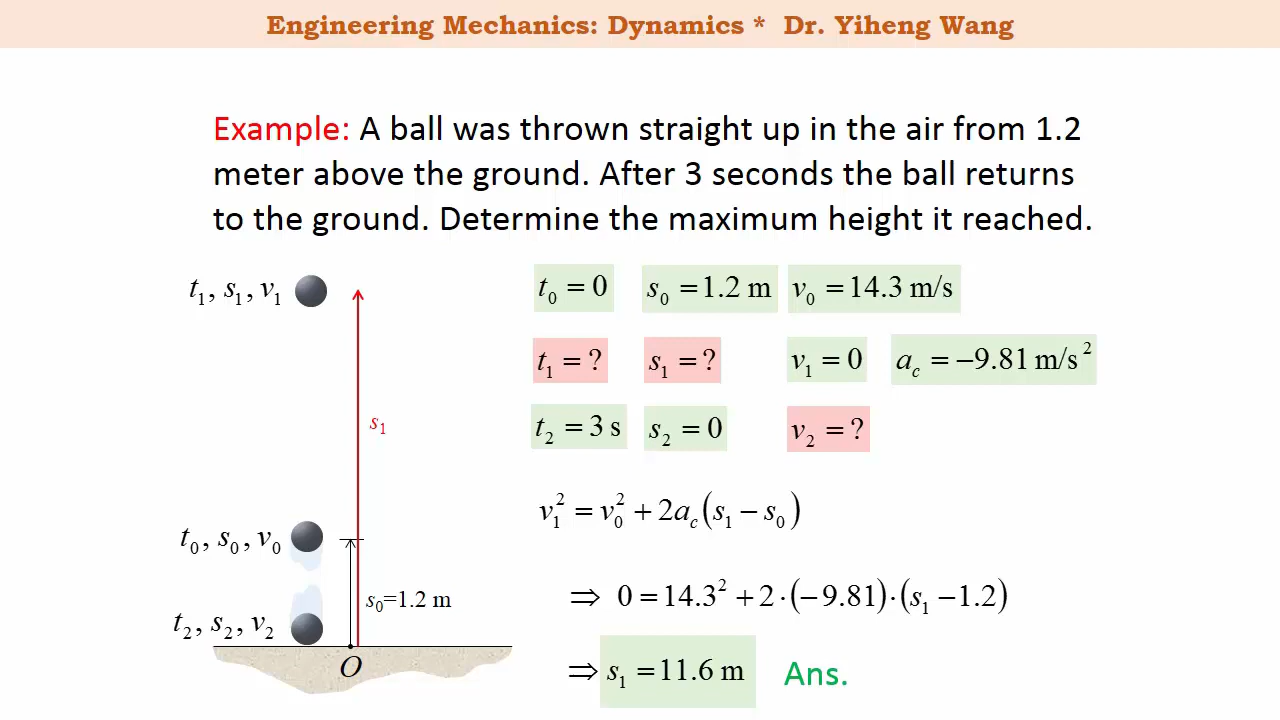 Engineering Mechanics: Dynamics * Dr. Yiheng Wang
Example: A ball was thrown straight up in the air from 1.2
meter above the ground. After 3 seconds the ball returns
to the ground. Determine the maximum height it reached.
t₁, s₁, v₁
s₁
t₀, s₀, v₀
s₀=1.2 m
t₂, s₂, v₂
O
t₀ = 0 s₀ = 1.2 m v₀ = 14.3 m/s
t₁ = ? s₁ = ? v₁ = 0 a_c = −9.81 m/s²
t₂ = 3 s s₂ = 0 v₂ = ?
v₁² = v₀² + 2a_c(s₁ − s₀)
⇒ 0 = 14.3² + 2·(−9.81)·(s₁ − 1.2)
⇒ s₁ = 11.6 m Ans.